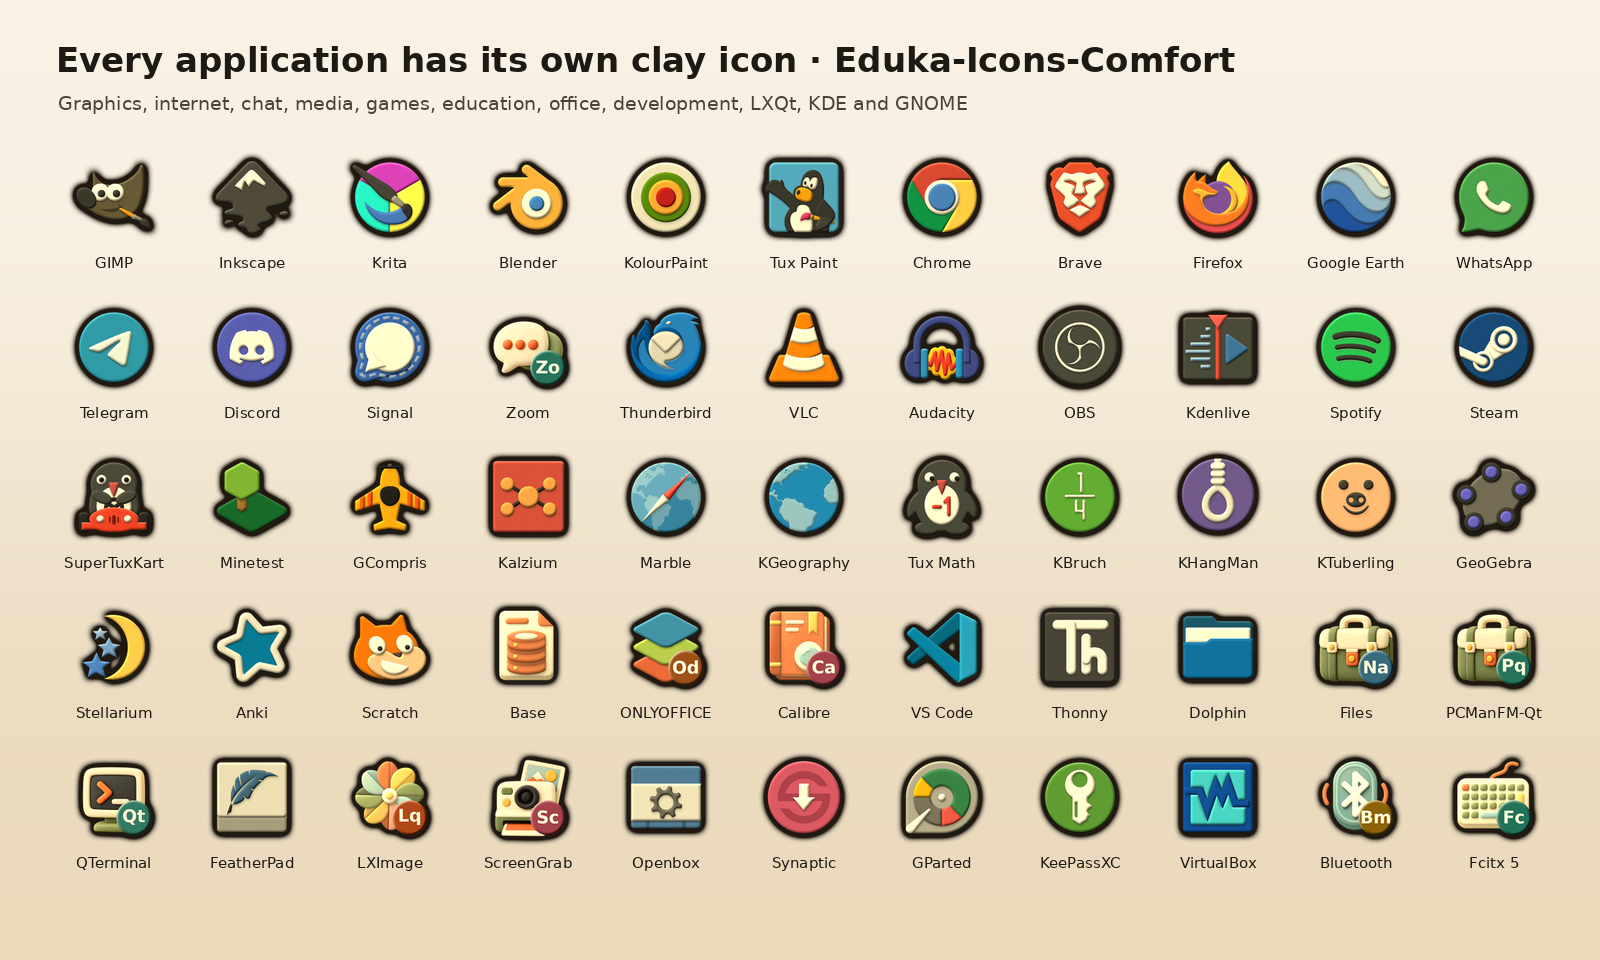 Every application has its own clay icon · Eduka-Icons-Comfort
Graphics, internet, chat, media, games, education, office, development, LXQt, KDE and GNOME
GIMP Inkscape Krita Blender KolourPaint Tux Paint Chrome Brave Firefox Google Earth WhatsApp
Zo
Telegram Discord Signal Zoom Thunderbird VLC Audacity OBS Kdenlive Spotify Steam
-1 1/4
SuperTuxKart Minetest GCompris Kalzium Marble KGeography Tux Math KBruch KHangMan KTuberling GeoGebra
Od Ca Th Na Pq
Stellarium Anki Scratch Base ONLYOFFICE Calibre VS Code Thonny Dolphin Files PCManFM-Qt
Qt Lq Sc Bm Fc
QTerminal FeatherPad LXImage ScreenGrab Openbox Synaptic GParted KeePassXC VirtualBox Bluetooth Fcitx 5